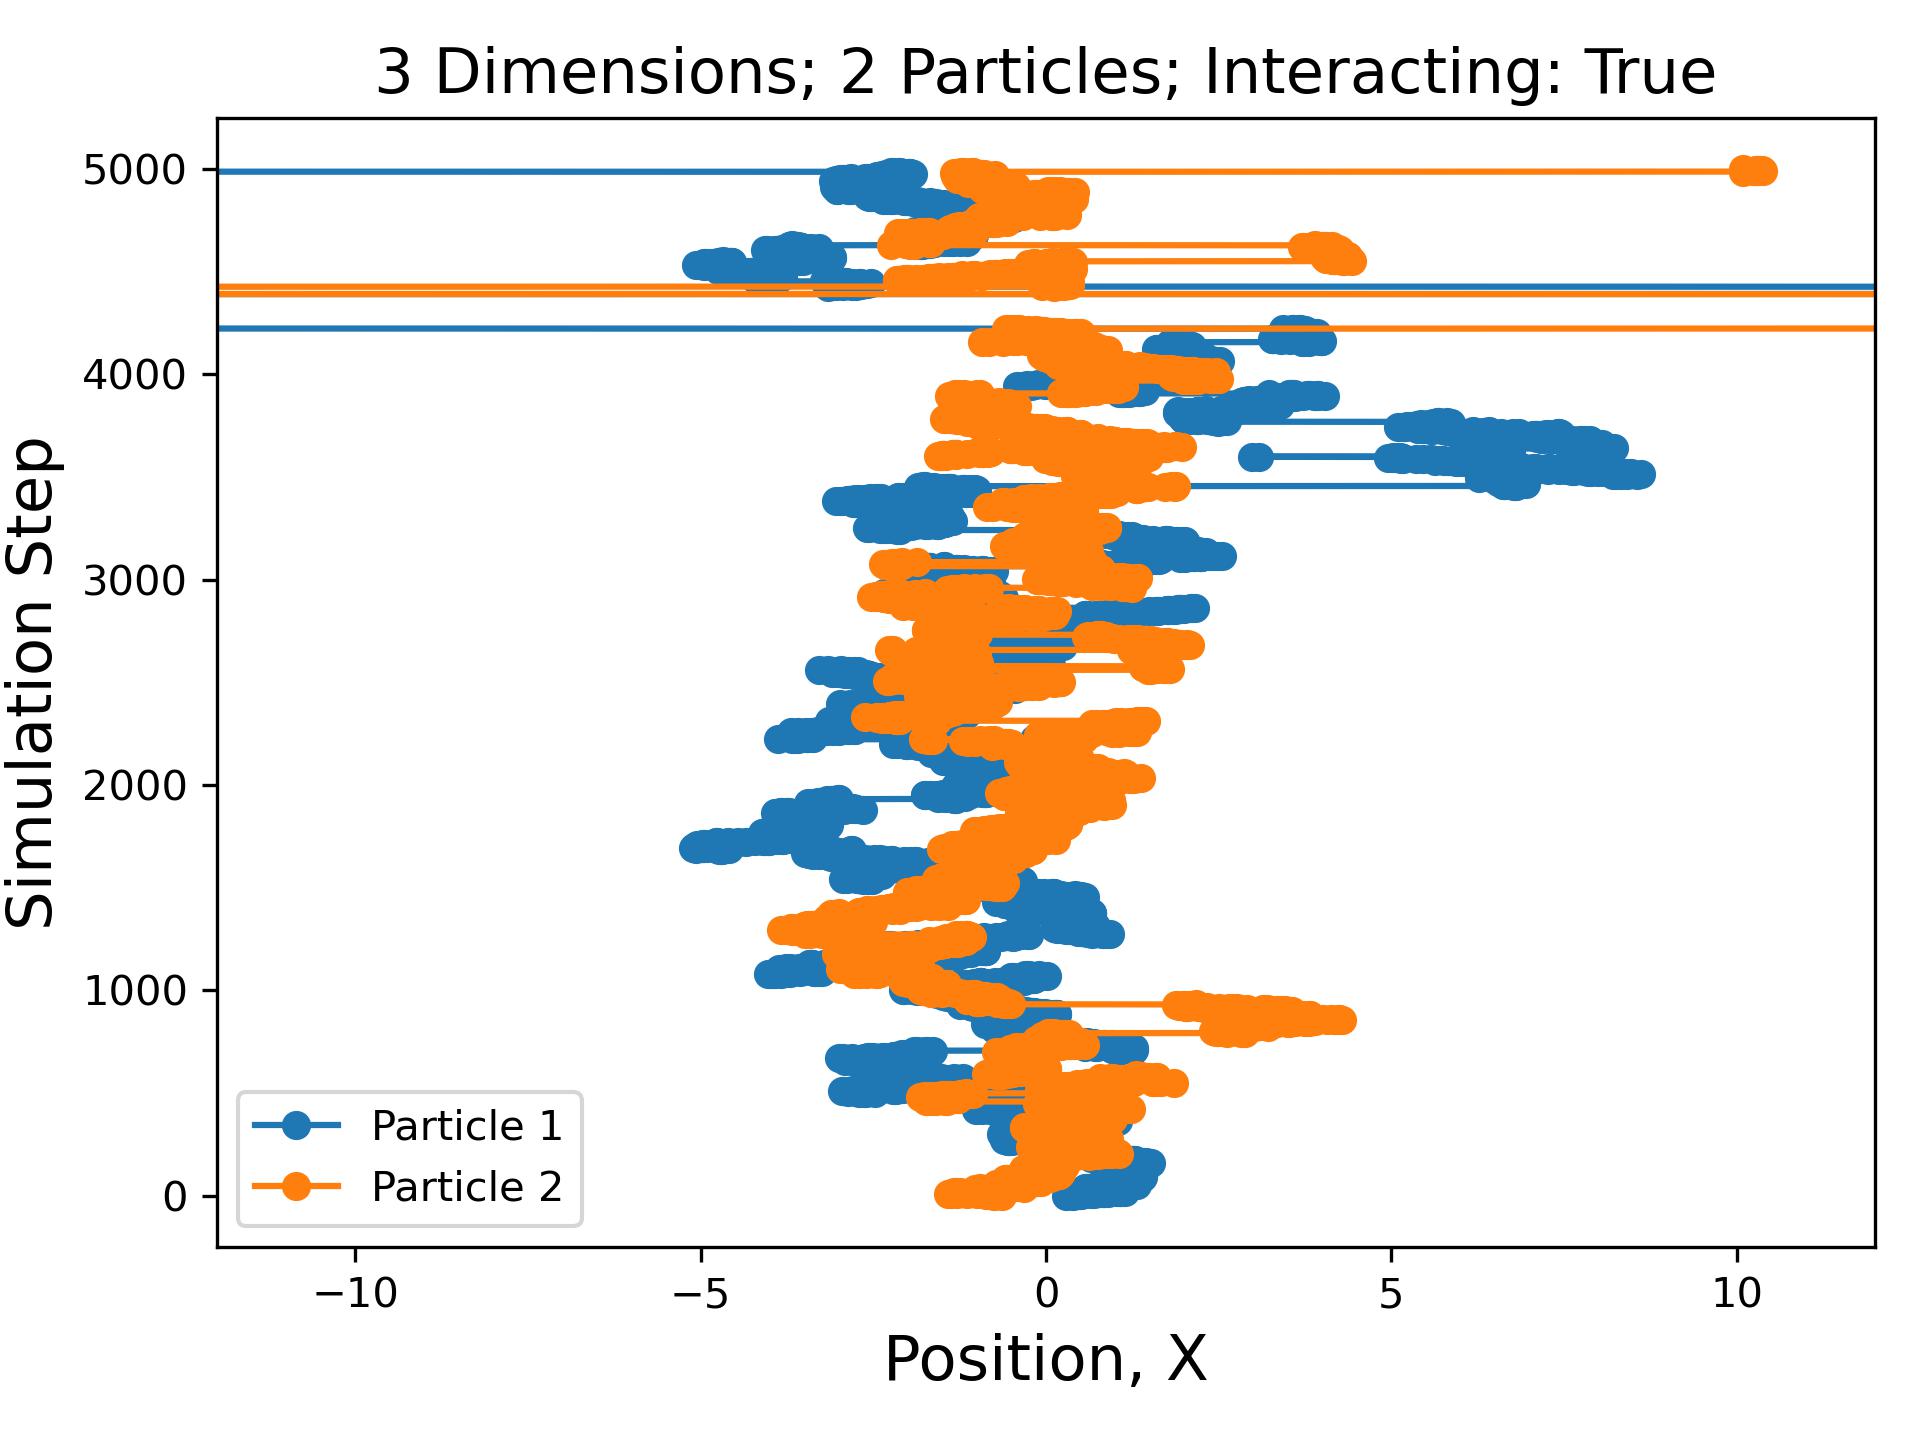 3 Dimensions; 2 Particles; Interacting: True
Simulation Step
5000
4000
3000
2000
1000
0
Particle 1
Particle 2
−10
−5
0
5
10
Position, X